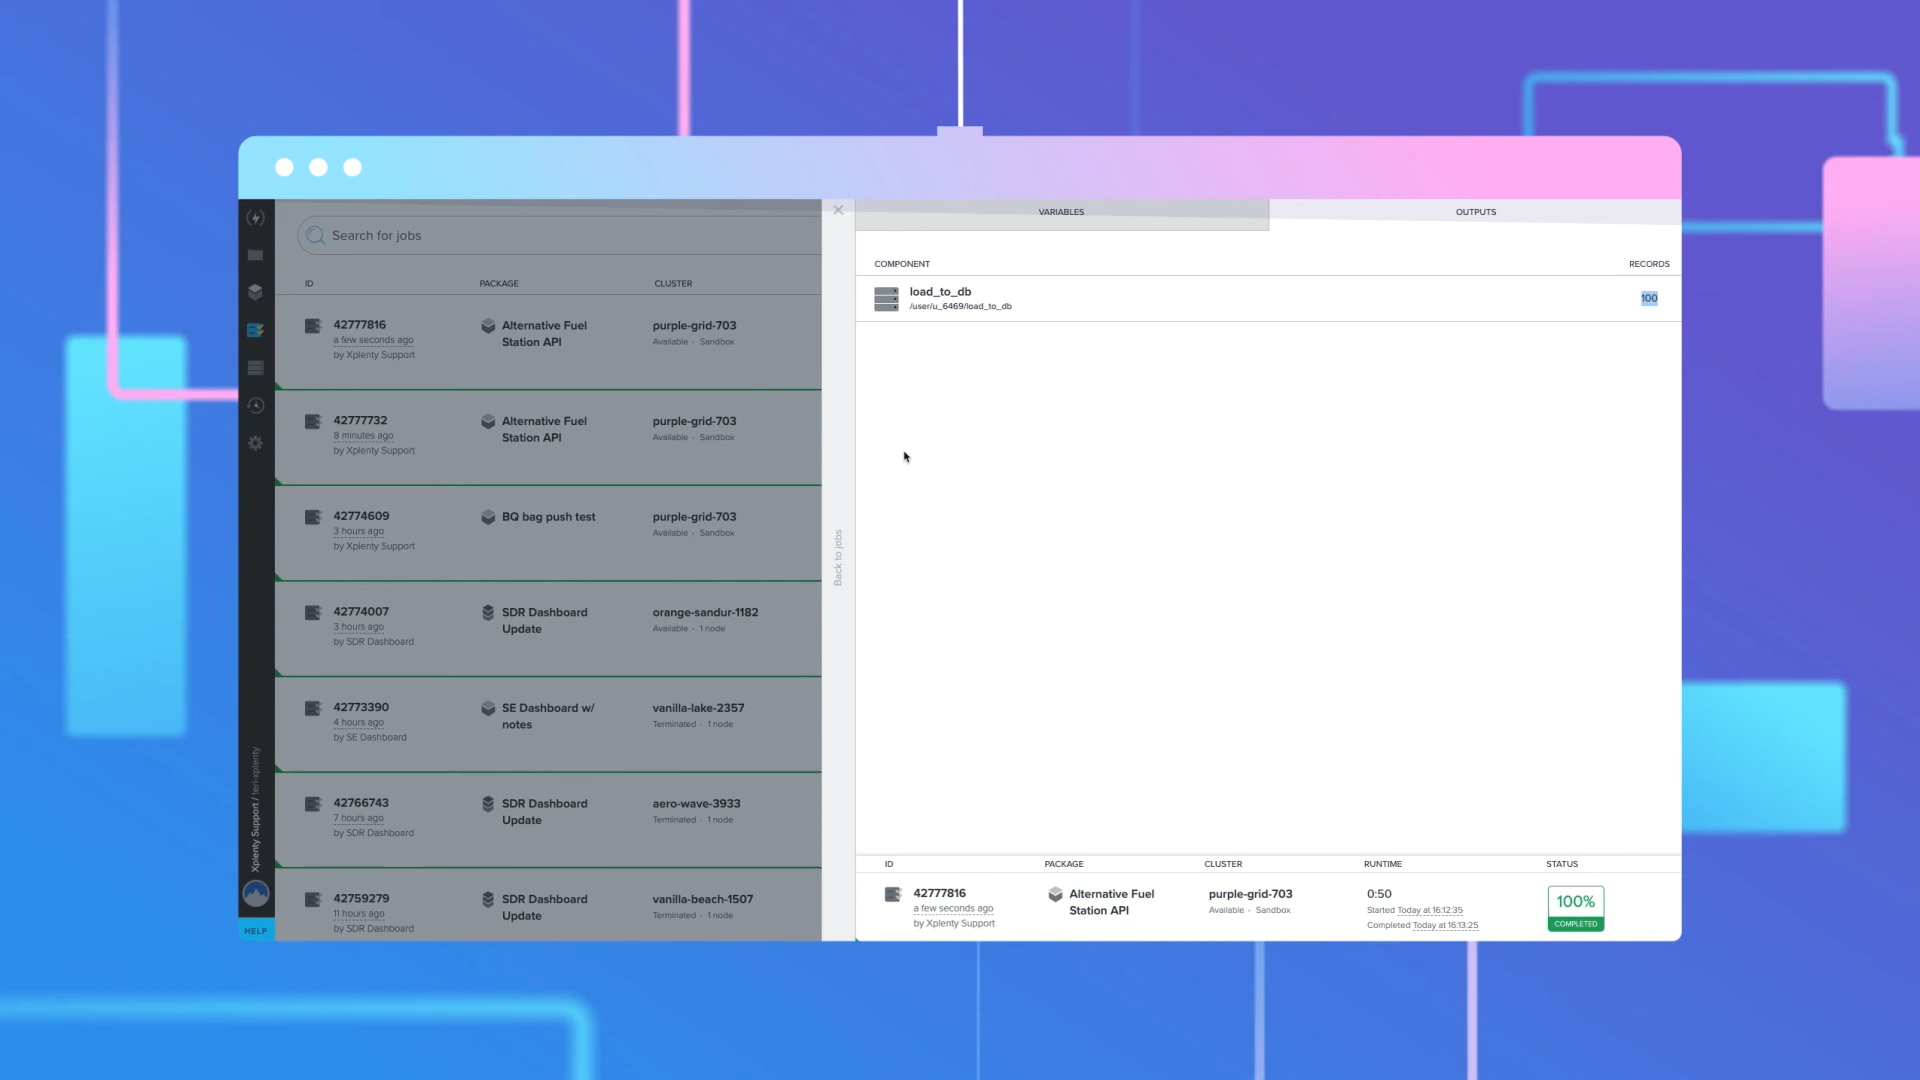 Search for jobs
ID PACKAGE CLUSTER
42777816
a few seconds ago
by Xplenty Support
Alternative Fuel
Station API
purple-grid-703
Available - Sandbox
42777732
8 minutes ago
by Xplenty Support
Alternative Fuel
Station API
purple-grid-703
Available - Sandbox
42774609
3 hours ago
by Xplenty Support
BQ bag push test
purple-grid-703
Available - Sandbox
42774007
3 hours ago
by SDR Dashboard
SDR Dashboard
Update
orange-sandur-1182
Available - 1 node
42773390
4 hours ago
by SE Dashboard
SE Dashboard w/
notes
vanilla-lake-2357
Terminated - 1 node
42766743
7 hours ago
by SDR Dashboard
SDR Dashboard
Update
aero-wave-3933
Terminated - 1 node
42759279
11 hours ago
by SDR Dashboard
SDR Dashboard
Update
vanilla-beach-1507
Terminated - 1 node
Xplenty Support / teri-xplenty
HELP
Back to jobs
VARIABLES OUTPUTS
COMPONENT RECORDS
load_to_db
/user/u_6469/load_to_db
100
ID PACKAGE CLUSTER RUNTIME STATUS
42777816
a few seconds ago
by Xplenty Support
Alternative Fuel
Station API
purple-grid-703
Available - Sandbox
0:50
Started Today at 16:12:35
Completed Today at 16:13:25
100%
COMPLETED